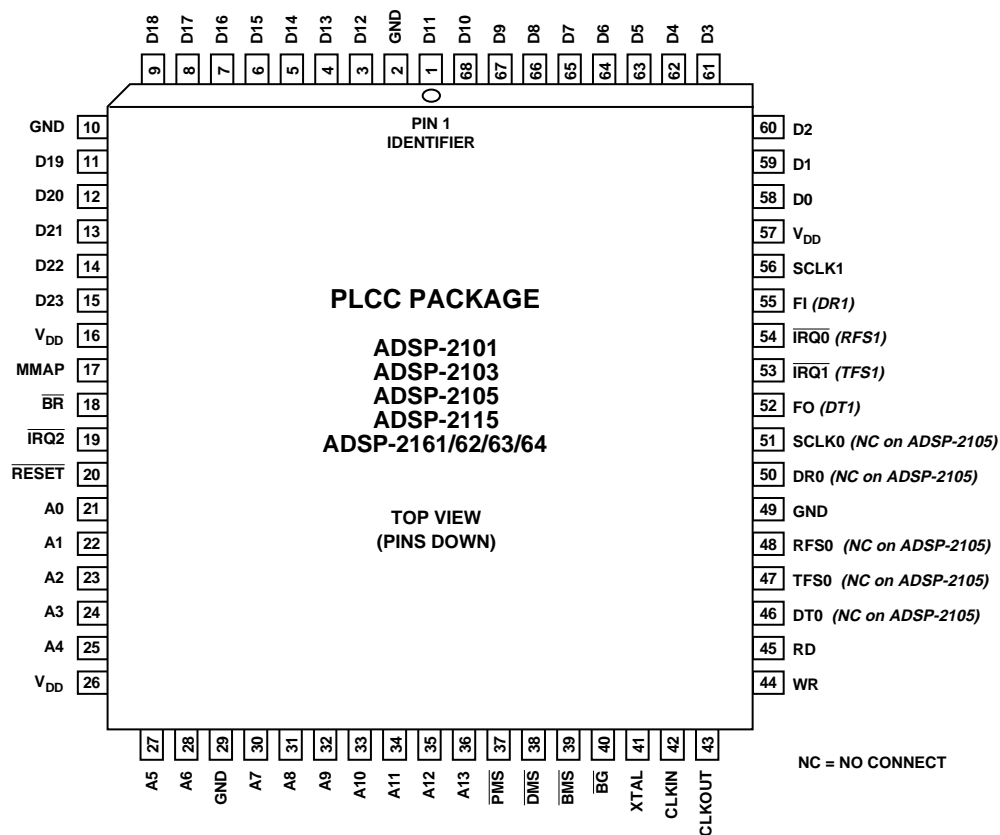 D18 D17 D16 D15 D14 D13 D12 GND D11 D10 D9 D8 D7 D6 D5 D4 D3
9 8 7 6 5 4 3 2 1 68 67 66 65 64 63 62 61
PIN 1
IDENTIFIER
GND 10
D19 11
D20 12
D21 13
D22 14
D23 15
VDD 16
MMAP 17
BR 18
IRQ2 19
RESET 20
A0 21
A1 22
A2 23
A3 24
A4 25
VDD 26
PLCC PACKAGE
ADSP-2101
ADSP-2103
ADSP-2105
ADSP-2115
ADSP-2161/62/63/64
TOP VIEW
(PINS DOWN)
60 D2
59 D1
58 D0
57 VDD
56 SCLK1
55 FI (DR1)
54 IRQ0 (RFS1)
53 IRQ1 (TFS1)
52 FO (DT1)
51 SCLK0 (NC on ADSP-2105)
50 DR0 (NC on ADSP-2105)
49 GND
48 RFS0 (NC on ADSP-2105)
47 TFS0 (NC on ADSP-2105)
46 DT0 (NC on ADSP-2105)
45 RD
44 WR
27 28 29 30 31 32 33 34 35 36 37 38 39 40 41 42 43
A5 A6 GND A7 A8 A9 A10 A11 A12 A13 PMS DMS BMS BG XTAL CLKIN CLKOUT
NC = NO CONNECT